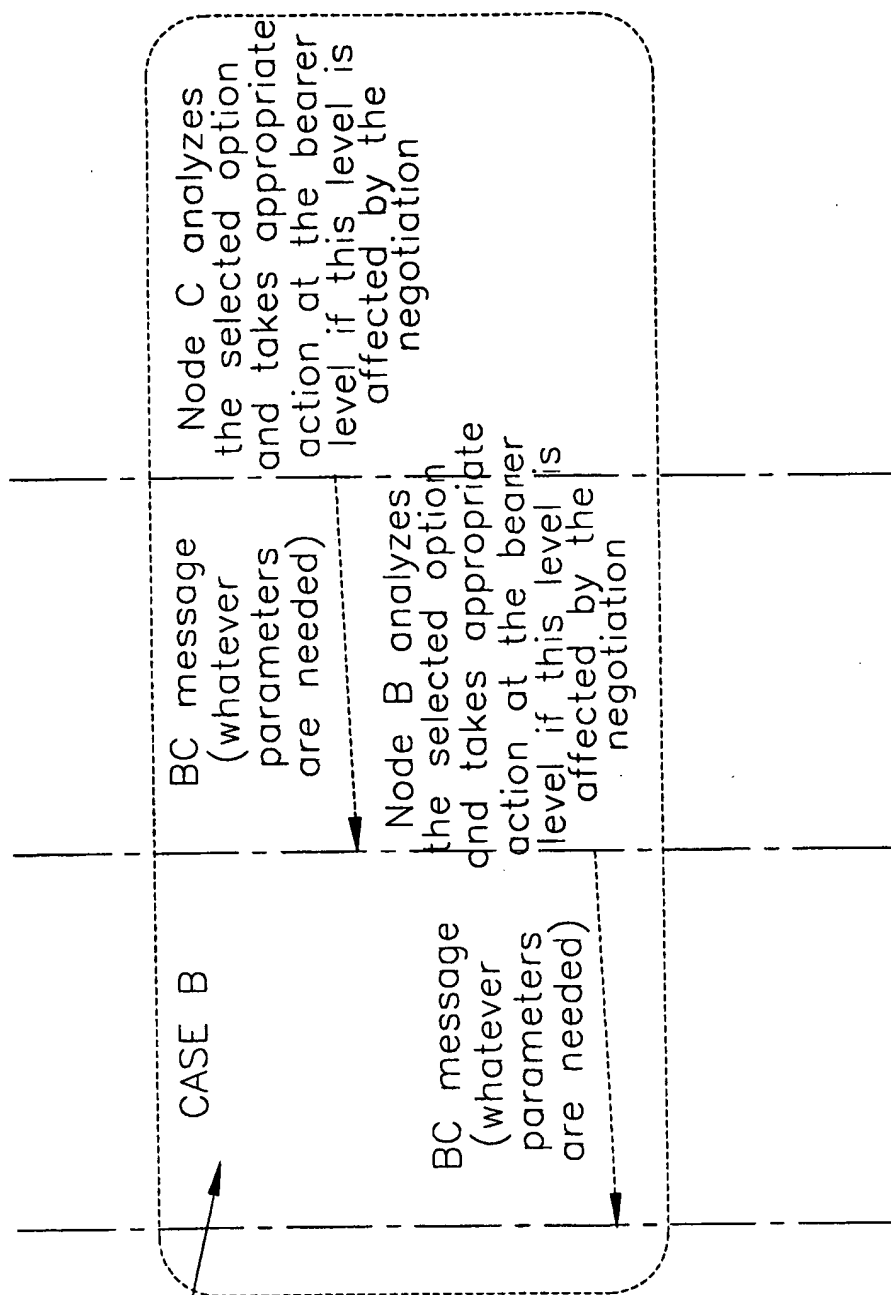 CASE B
BC message
(whatever
parameters
are needed)
Node C analyzes
the selected option
and takes appropriate
action at the bearer
level if this level is
affected by the
negotiation
BC message
(whatever
parameters
are needed)
Node B analyzes
the selected option
and takes appropriate
action at the bearer
level if this level is
affected by the
negotiation